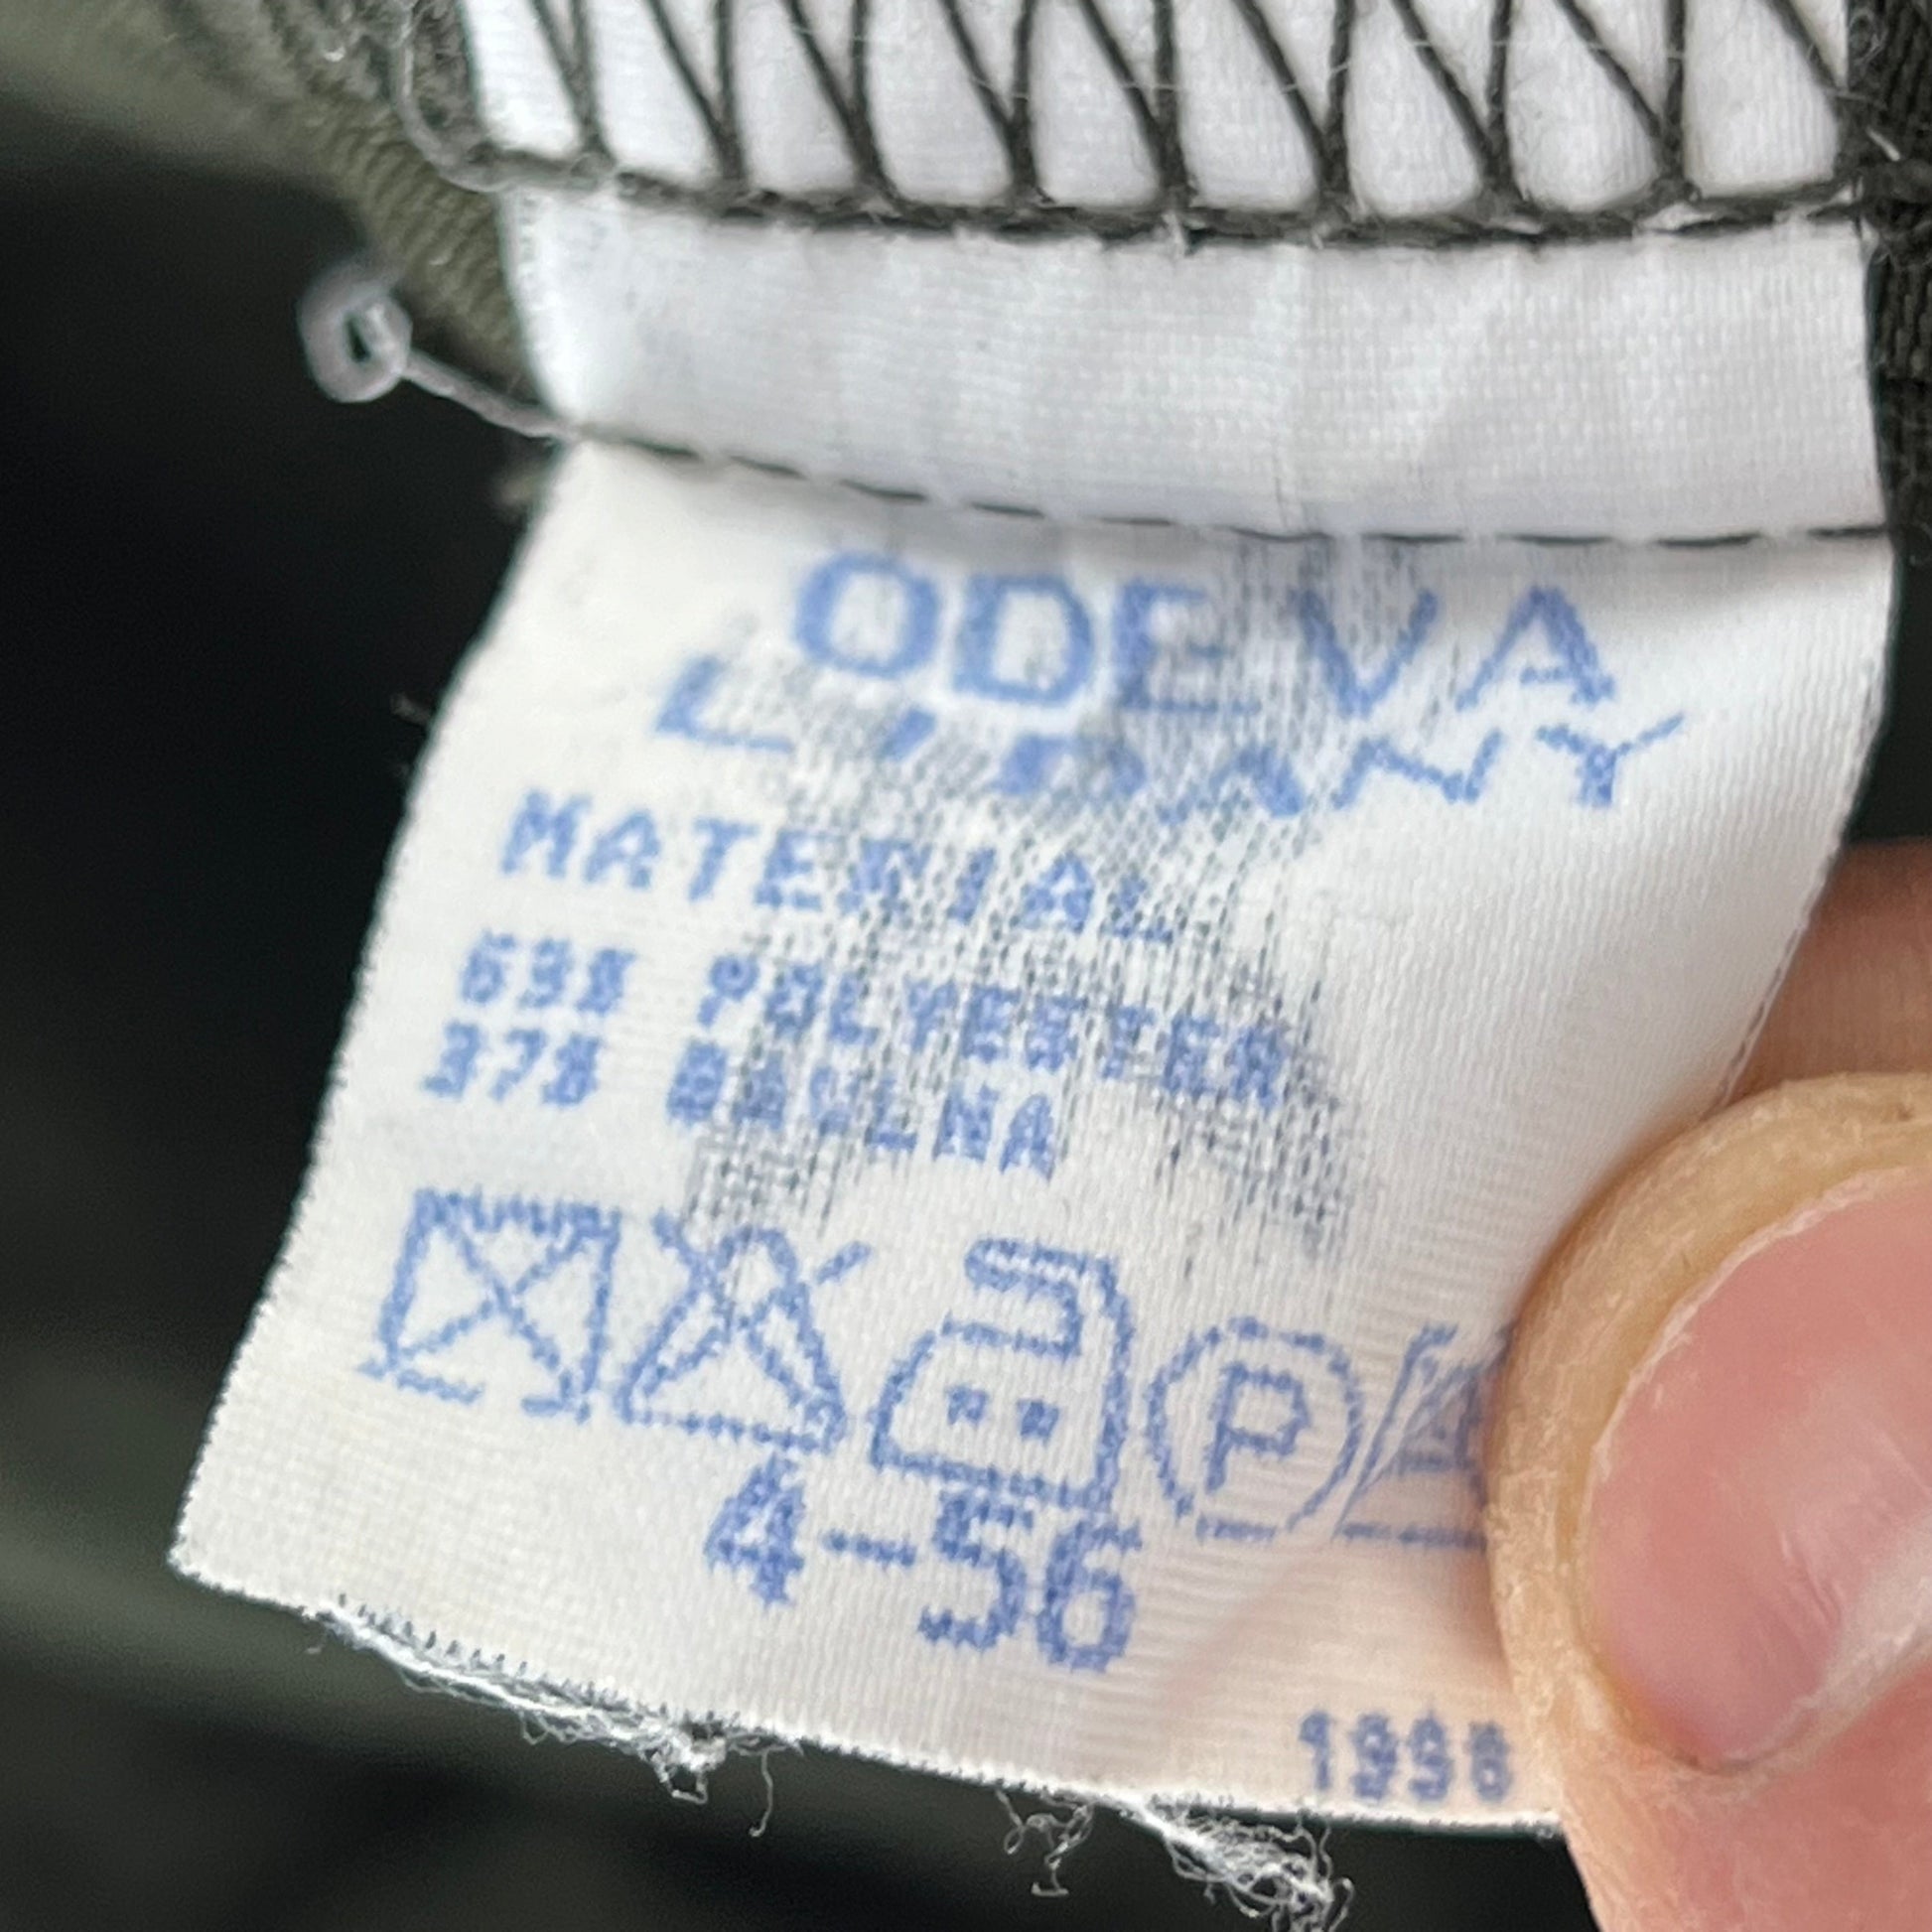 ODEVA
LIPANY
MATERIAL
63% POLYESTER
37% BAVLNA
P
4-56
1998